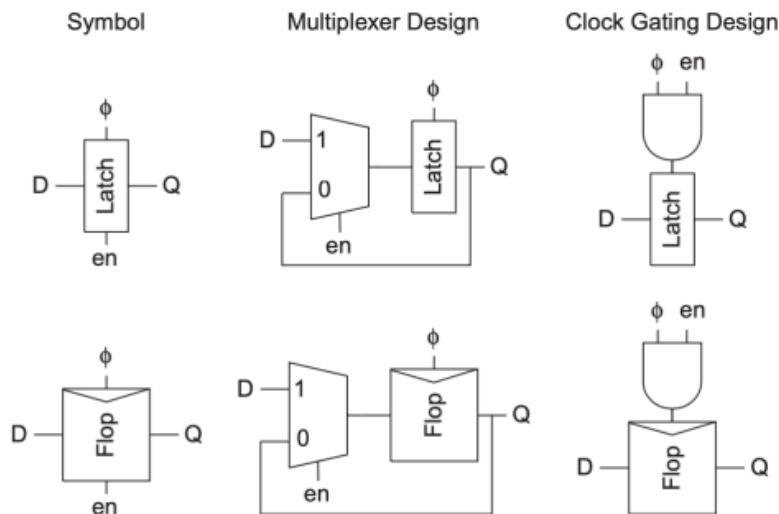 Symbol Multiplexer Design Clock Gating Design
ϕ en
ϕ ϕ
D 1
D Latch Q Latch Q
0 D Latch Q
en en
ϕ en
ϕ ϕ
D 1
D Flop Q Flop Q
0 D Flop Q
en en